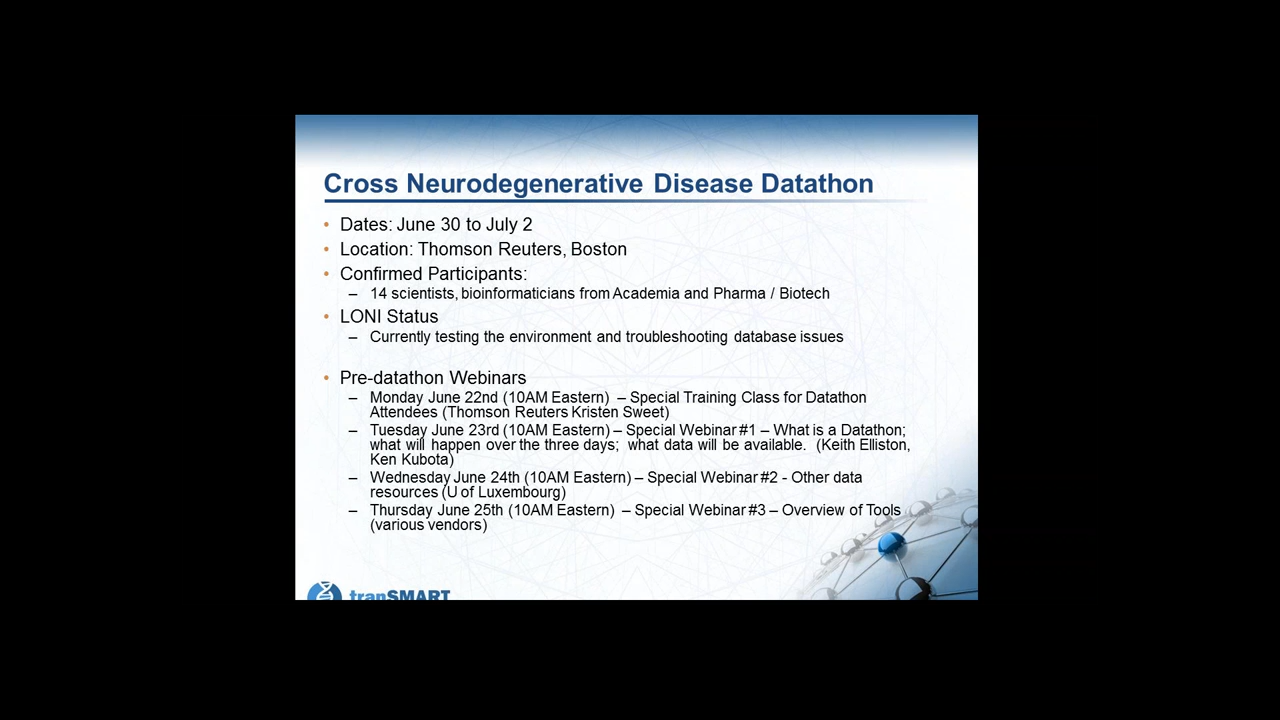 Cross Neurodegenerative Disease Datathon
• Dates: June 30 to July 2
• Location: Thomson Reuters, Boston
• Confirmed Participants:
– 14 scientists, bioinformaticians from Academia and Pharma / Biotech
• LONI Status
– Currently testing the environment and troubleshooting database issues
• Pre-datathon Webinars
– Monday June 22nd (10AM Eastern) – Special Training Class for Datathon
Attendees (Thomson Reuters Kristen Sweet)
– Tuesday June 23rd (10AM Eastern) – Special Webinar #1 – What is a Datathon;
what will happen over the three days; what data will be available. (Keith Elliston,
Ken Kubota)
– Wednesday June 24th (10AM Eastern) – Special Webinar #2 - Other data
resources (U of Luxembourg)
– Thursday June 25th (10AM Eastern) – Special Webinar #3 – Overview of Tools
(various vendors)
tranSMART